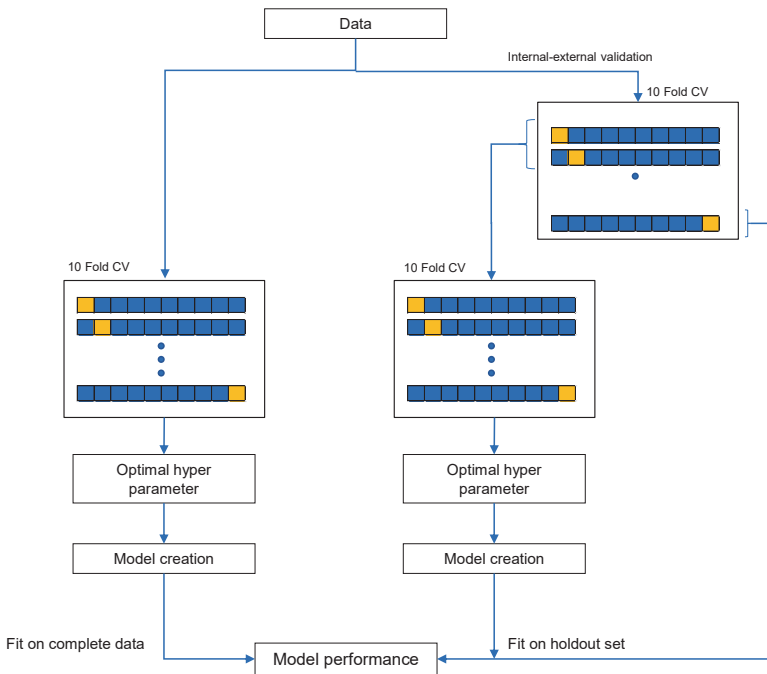 Data
Internal-external validation
10 Fold CV
10 Fold CV
10 Fold CV
Optimal hyper
parameter
Optimal hyper
parameter
Model creation
Model creation
Fit on complete data
Model performance
Fit on holdout set